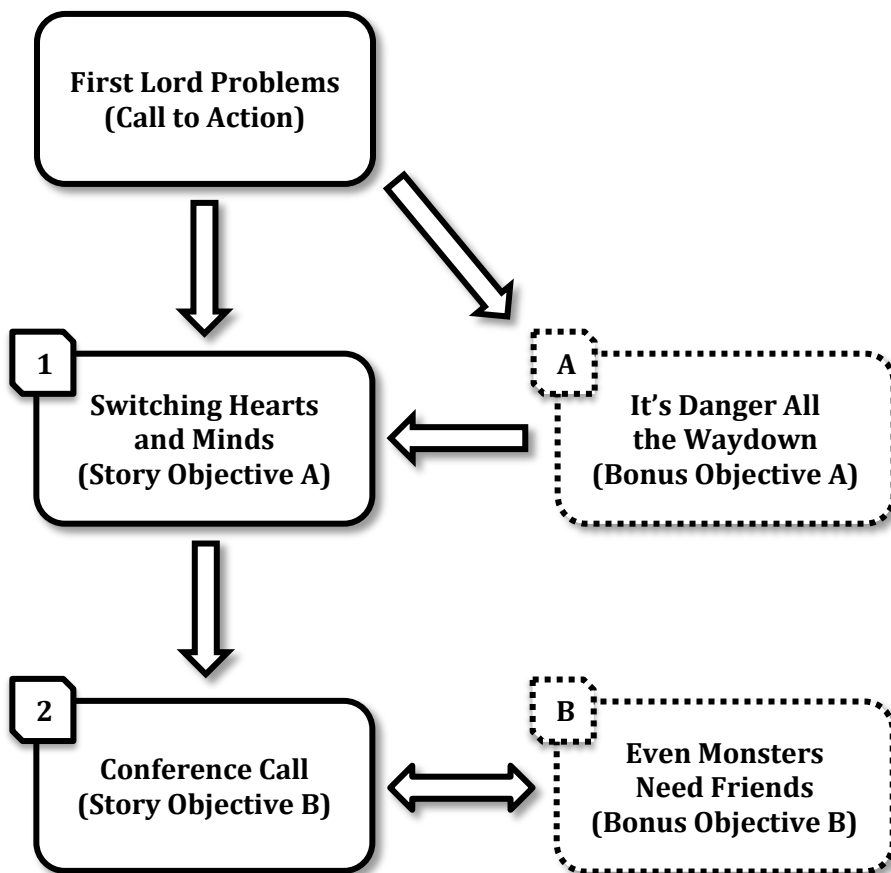 First Lord Problems
(Call to Action)
1
Switching Hearts
and Minds
(Story Objective A)
A
It’s Danger All
the Waydown
(Bonus Objective A)
2
Conference Call
(Story Objective B)
B
Even Monsters
Need Friends
(Bonus Objective B)